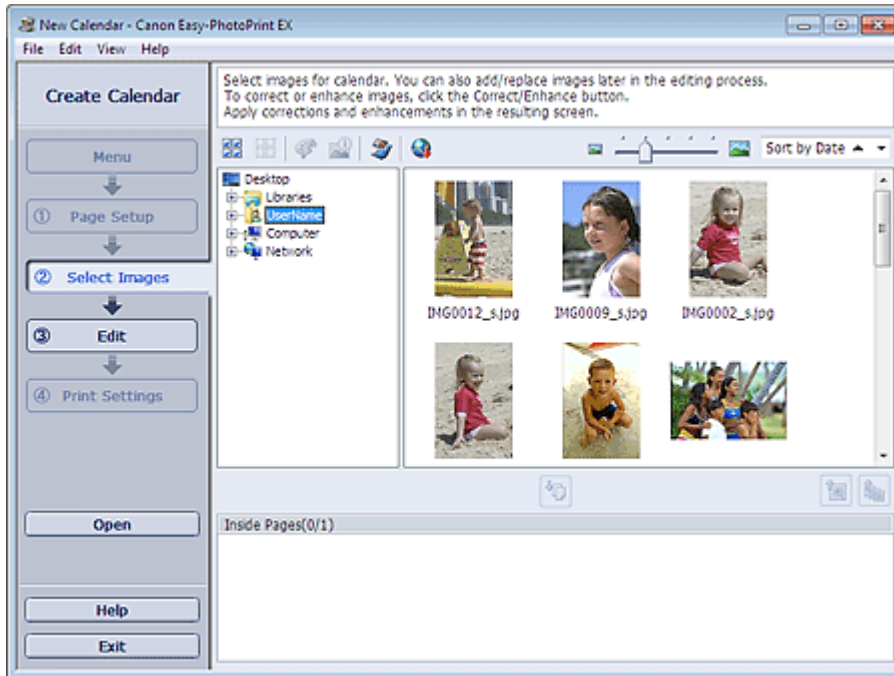 New Calendar - Canon Easy-PhotoPrint EX
File Edit View Help
Create Calendar
Menu
① Page Setup
② Select Images
③ Edit
④ Print Settings
Open
Help
Exit
Select images for calendar. You can also add/replace images later in the editing process.
To correct or enhance images, click the Correct/Enhance button.
Apply corrections and enhancements in the resulting screen.
Sort by Date
Desktop
Libraries
UserName
Computer
Network
IMG0012_s.jpg IMG0009_s.jpg IMG0002_s.jpg
Inside Pages(0/1)